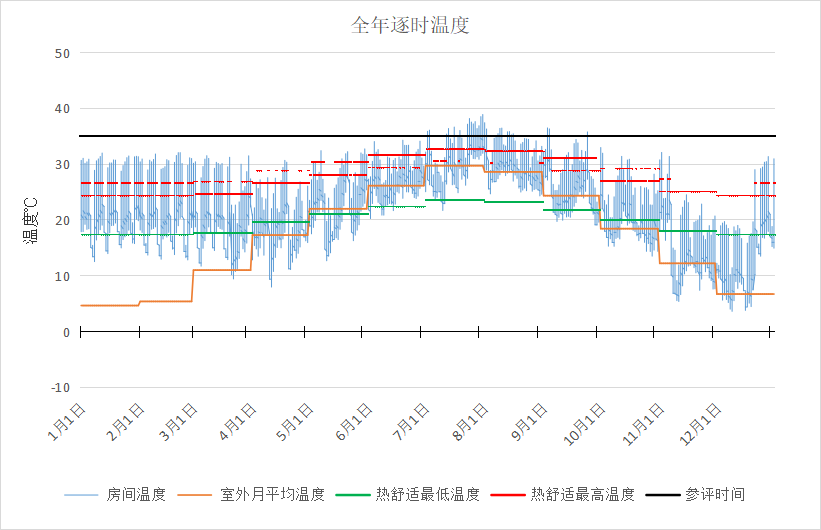 全年逐时温度
50
40
30
20
10
0
-10
温度℃
1月1日
2月1日
3月1日
4月1日
5月1日
6月1日
7月1日
8月1日
9月1日
10月1日
11月1日
12月1日
房间温度 室外月平均温度 热舒适最低温度 热舒适最高温度 参评时间